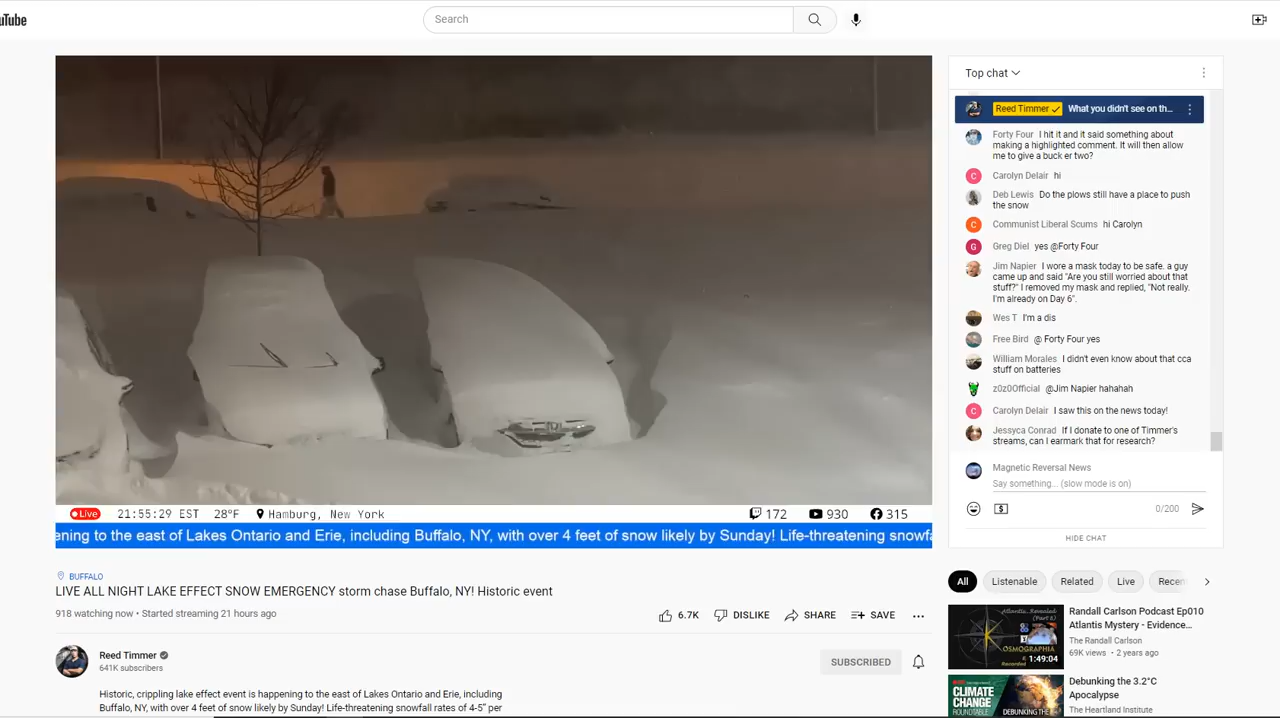 uTube
Search
Top chat
Reed Timmer What you didn't see on th...
Forty Four I hit it and it said something about
making a highlighted comment. It will then allow
me to give a buck er two?
Carolyn Delair hi
Deb Lewis Do the plows still have a place to push
the snow
Communist Liberal Scums hi Carolyn
Greg Diel yes @Forty Four
Jim Napier I wore a mask today to be safe. a guy
came up and said "Are you still worried about that
stuff?" I removed my mask and replied, "Not really.
I'm already on Day 6".
Wes T I'm a dis
Free Bird @ Forty Four yes
William Morales I didn't even know about that cca
stuff on batteries
z0z0Official @Jim Napier hahahah
Carolyn Delair I saw this on the news today!
Jessyca Conrad If I donate to one of Timmer's
streams, can I earmark that for research?
Magnetic Reversal News
Say something... (slow mode is on)
0/200
HIDE CHAT
Live 21:55:29 EST 28°F Hamburg, New York 172 930 315
ening to the east of Lakes Ontario and Erie, including Buffalo, NY, with over 4 feet of snow likely by Sunday! Life-threatening snowfa
BUFFALO
LIVE ALL NIGHT LAKE EFFECT SNOW EMERGENCY storm chase Buffalo, NY! Historic event
918 watching now • Started streaming 21 hours ago
6.7K DISLIKE SHARE SAVE
Reed Timmer
641K subscribers
SUBSCRIBED
Historic, crippling lake effect event is happening to the east of Lakes Ontario and Erie, including
Buffalo, NY, with over 4 feet of snow likely by Sunday! Life-threatening snowfall rates of 4-5" per
All Listenable Related Live Recen
Atlantis...Revealed
(Part 5)
OSMOGRAPHIA
Recorded
1:49:04
Randall Carlson Podcast Ep010
Atlantis Mystery - Evidence...
The Randall Carlson
69K views • 2 years ago
CLIMATE
CHANGE
ROUNDTABLE
DEBUNKING THE
Debunking the 3.2°C
Apocalypse
The Heartland Institute